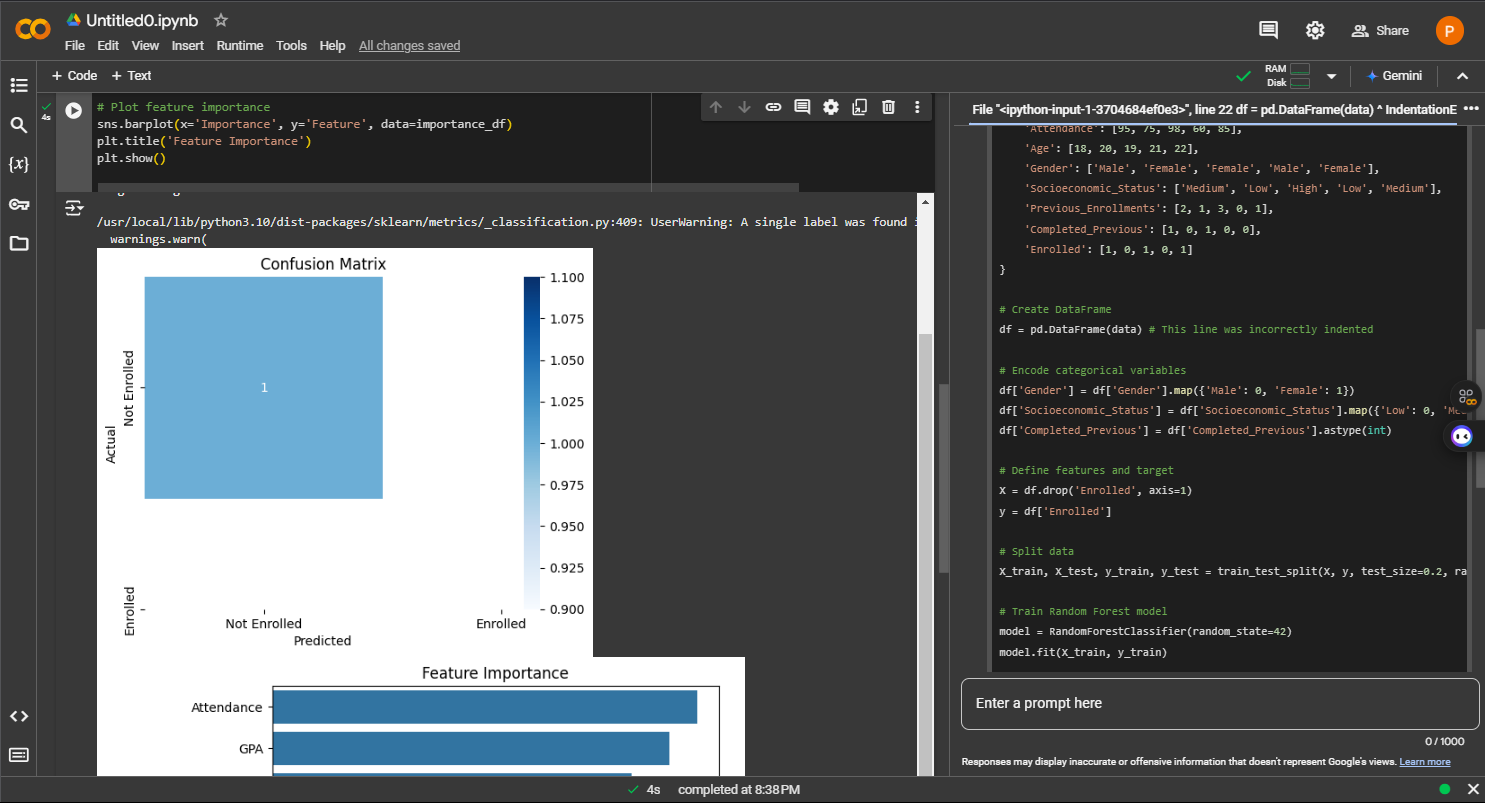 Untitled0.ipynb
File Edit View Insert Runtime Tools Help All changes saved
Share
P
+ Code + Text
RAM
Disk
Gemini
4s
# Plot feature importance
sns.barplot(x='Importance', y='Feature', data=importance_df)
plt.title('Feature Importance')
plt.show()
/usr/local/lib/python3.10/dist-packages/sklearn/metrics/_classification.py:409: UserWarning: A single label was found
warnings.warn(
Confusion Matrix
1
Actual
Not Enrolled
Enrolled
Not Enrolled
Enrolled
Predicted
1.100
1.075
1.050
1.025
1.000
0.975
0.950
0.925
0.900
Feature Importance
Attendance
GPA
File "<ipython-input-1-3704684ef0e3>", line 22 df = pd.DataFrame(data) ^ IndentationE
'Attendance': [95, 75, 98, 60, 85],
'Age': [18, 20, 19, 21, 22],
'Gender': ['Male', 'Female', 'Female', 'Male', 'Female'],
'Socioeconomic_Status': ['Medium', 'Low', 'High', 'Low', 'Medium'],
'Previous_Enrollments': [2, 1, 3, 0, 1],
'Completed_Previous': [1, 0, 1, 0, 0],
'Enrolled': [1, 0, 1, 0, 1]
}
# Create DataFrame
df = pd.DataFrame(data) # This line was incorrectly indented
# Encode categorical variables
df['Gender'] = df['Gender'].map({'Male': 0, 'Female': 1})
df['Socioeconomic_Status'] = df['Socioeconomic_Status'].map({'Low': 0,
df['Completed_Previous'] = df['Completed_Previous'].astype(int)
# Define features and target
X = df.drop('Enrolled', axis=1)
y = df['Enrolled']
# Split data
X_train, X_test, y_train, y_test = train_test_split(X, y, test_size=0.2, ra
# Train Random Forest model
model = RandomForestClassifier(random_state=42)
model.fit(X_train, y_train)
Enter a prompt here
0 / 1000
Responses may display inaccurate or offensive information that doesn't represent Google's views. Learn more
4s completed at 8:38 PM